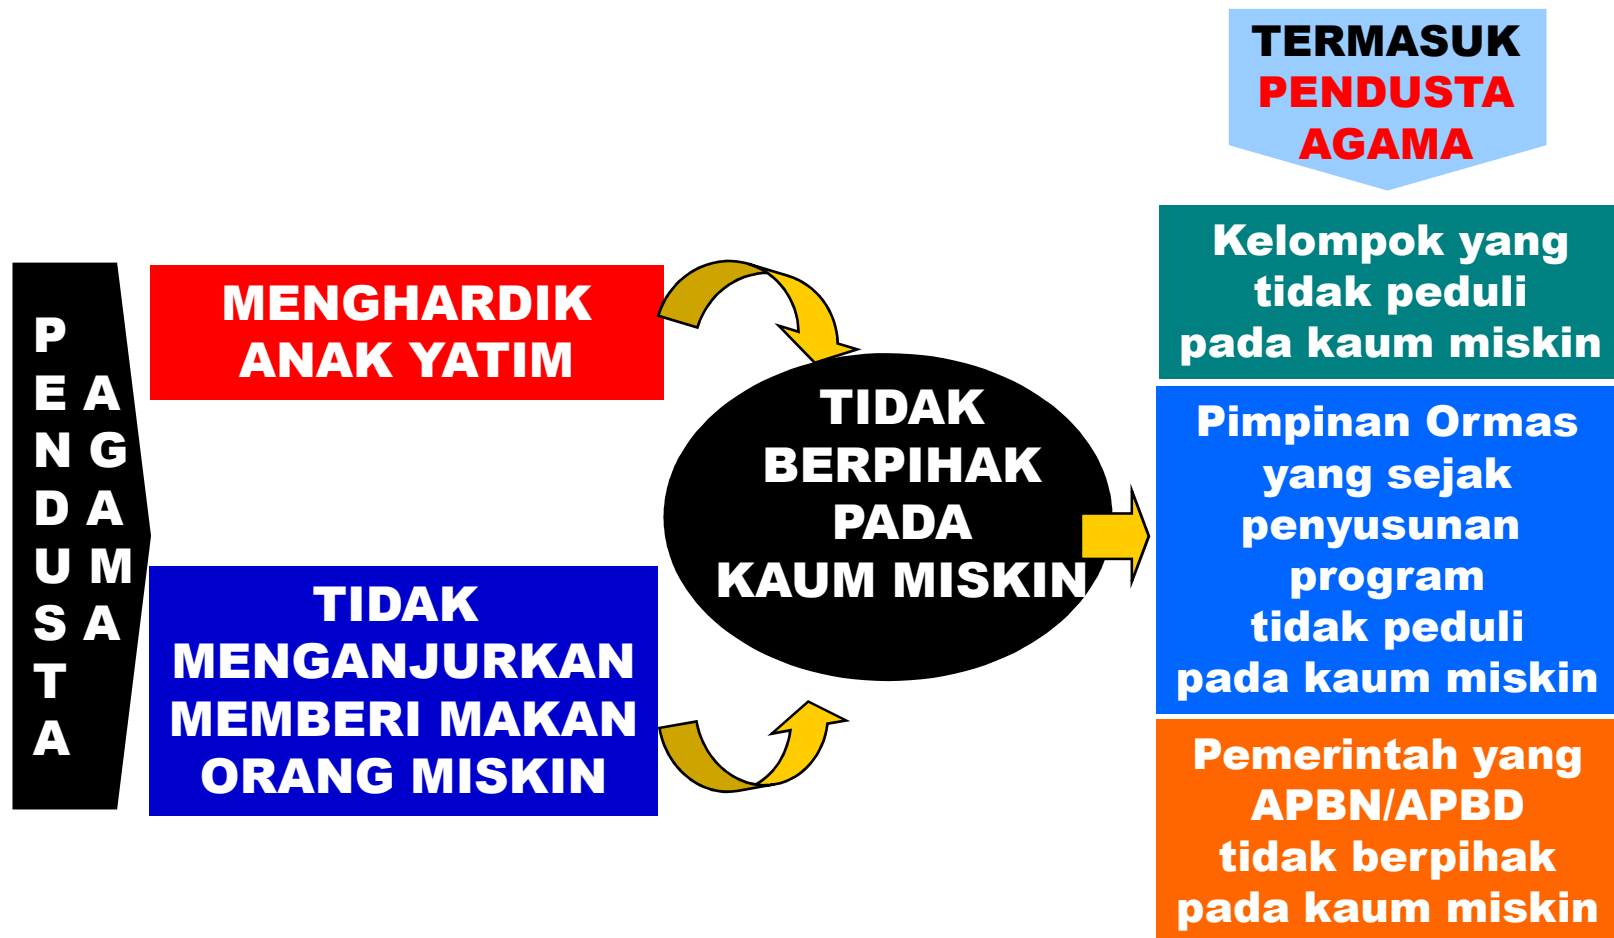 PENDUSTA
AGAMA
MENGHARDIK
ANAK YATIM
TIDAK
MENGANJURKAN
MEMBERI MAKAN
ORANG MISKIN
TIDAK
BERPIHAK
PADA
KAUM MISKIN
TERMASUK
PENDUSTA
AGAMA
Kelompok yang
tidak peduli
pada kaum miskin
Pimpinan Ormas
yang sejak
penyusunan
program
tidak peduli
pada kaum miskin
Pemerintah yang
APBN/APBD
tidak berpihak
pada kaum miskin